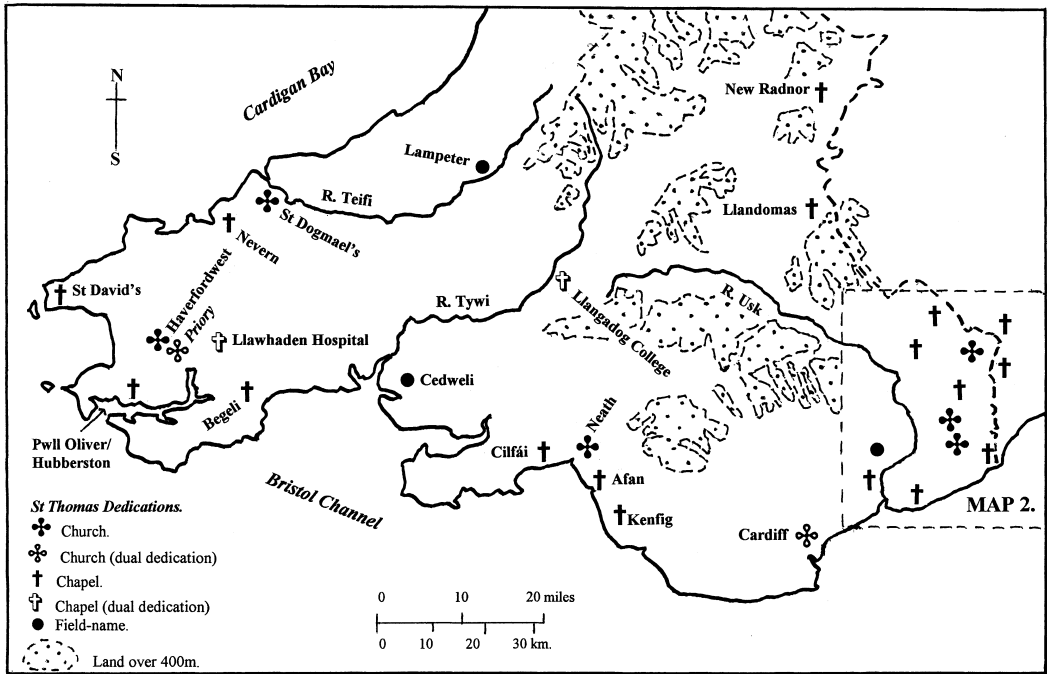 N
S
Cardigan Bay
New Radnor
Lampeter
R. Teifi
Llandomas
St Dogmael's
Nevern
St David's
Haverfordwest
Priory
R. Tywi
R. Usk
Llangadog College
Llawhaden Hospital
Cedweli
Begeli
Neath
Pwll Oliver/
Hubberston
Cilfái
Afan
Kenfig
Bristol Channel
Cardiff
MAP 2.
St Thomas Dedications.
Church.
Church (dual dedication)
Chapel.
Chapel (dual dedication)
Field-name.
Land over 400m.
0 10 20 miles
0 10 20 30 km.